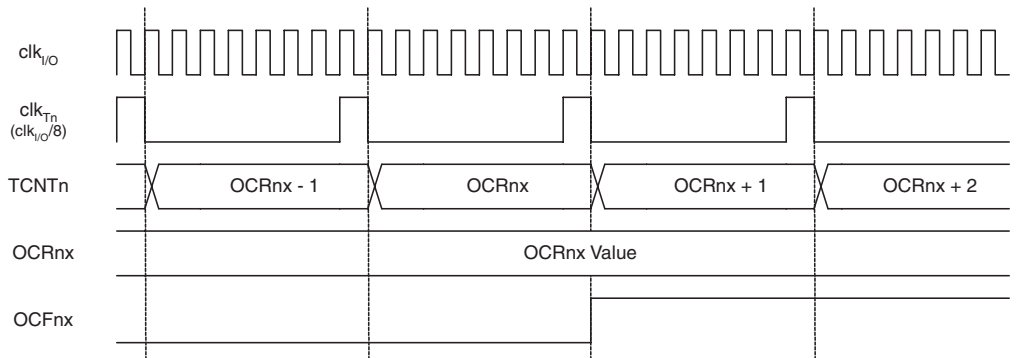 clkI/O
clkTn
(clkI/O/8)
TCNTn OCRnx - 1 OCRnx OCRnx + 1 OCRnx + 2
OCRnx OCRnx Value
OCFnx